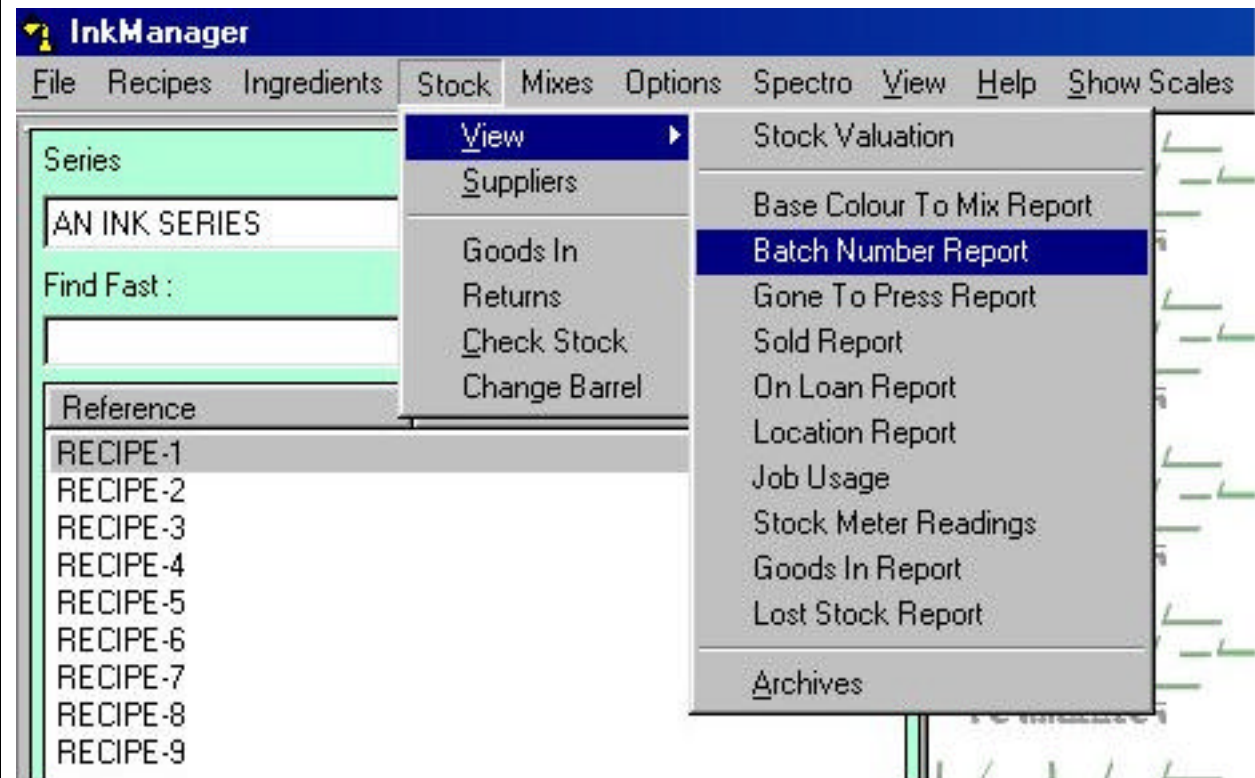 InkManager
File Recipes Ingredients Stock Mixes Options Spectro View Help Show Scales
Series
AN INK SERIES
Find Fast :
Reference
RECIPE-1
RECIPE-2
RECIPE-3
RECIPE-4
RECIPE-5
RECIPE-6
RECIPE-7
RECIPE-8
RECIPE-9
View
Suppliers
Goods In
Returns
Check Stock
Change Barrel
Stock Valuation
Base Colour To Mix Report
Batch Number Report
Gone To Press Report
Sold Report
On Loan Report
Location Report
Job Usage
Stock Meter Readings
Goods In Report
Lost Stock Report
Archives